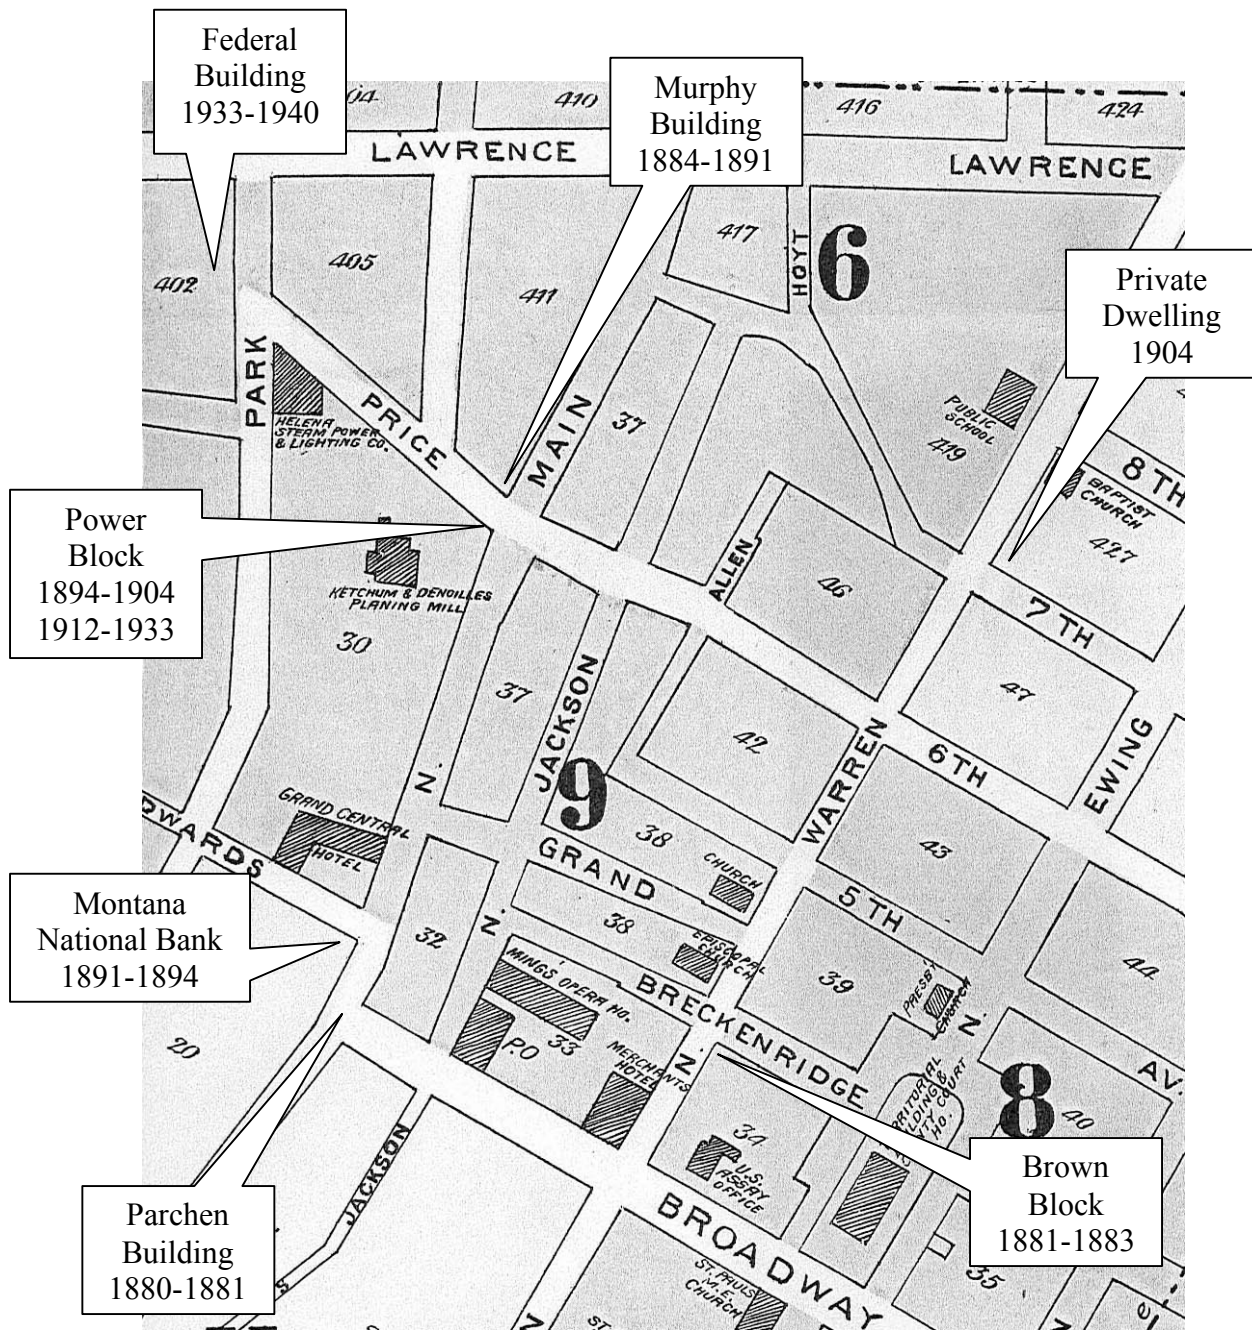 Federal
Building
1933-1940
Murphy
Building
1884-1891
410
416
424
LAWRENCE
LAWRENCE
417
HOYT
6
402
405
411
Private
Dwelling
1904
PARK
PRICE
MAIN
37
HELENA
STEAM POWER
& LIGHTING CO.
PUBLIC
SCHOOL
419
8TH
BAPTIST
CHURCH
427
Power
Block
1894-1904
1912-1933
KETCHUM & DENOILLES
PLANING MILL
30
ALLEN
46
7TH
47
37
JACKSON
42
WARREN
6TH
EWING
N.
9
GRAND CENTRAL
HOTEL
38
GRAND
CHURCH
43
5TH
Montana
National Bank
1891-1894
32
N.
38
EPISCOPAL
CHURCH
39
PRESBY
CHURCH
N.
44
MINGS' OPERA HO.
BRECKENRIDGE
AV.
20
P.O
33
MERCHANTS
HOTEL
N.
8
40
34
U.S.
ASSAY
OFFICE
JACKSON
Parchen
Building
1880-1881
Brown
Block
1881-1883
BROADWAY
35
ST. PAULS
M.E.
CHURCH
N
ST.